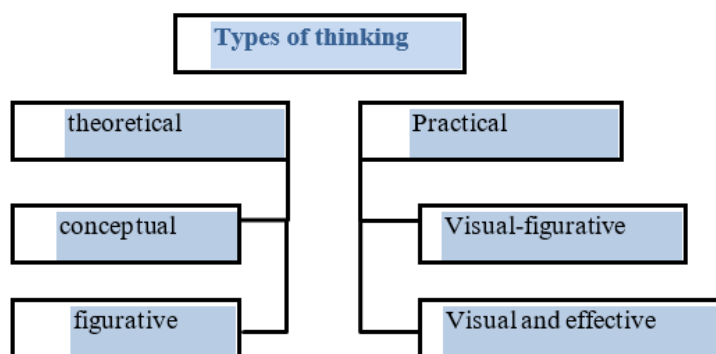 Types of thinking
theoretical
Practical
conceptual
Visual-figurative
figurative
Visual and effective